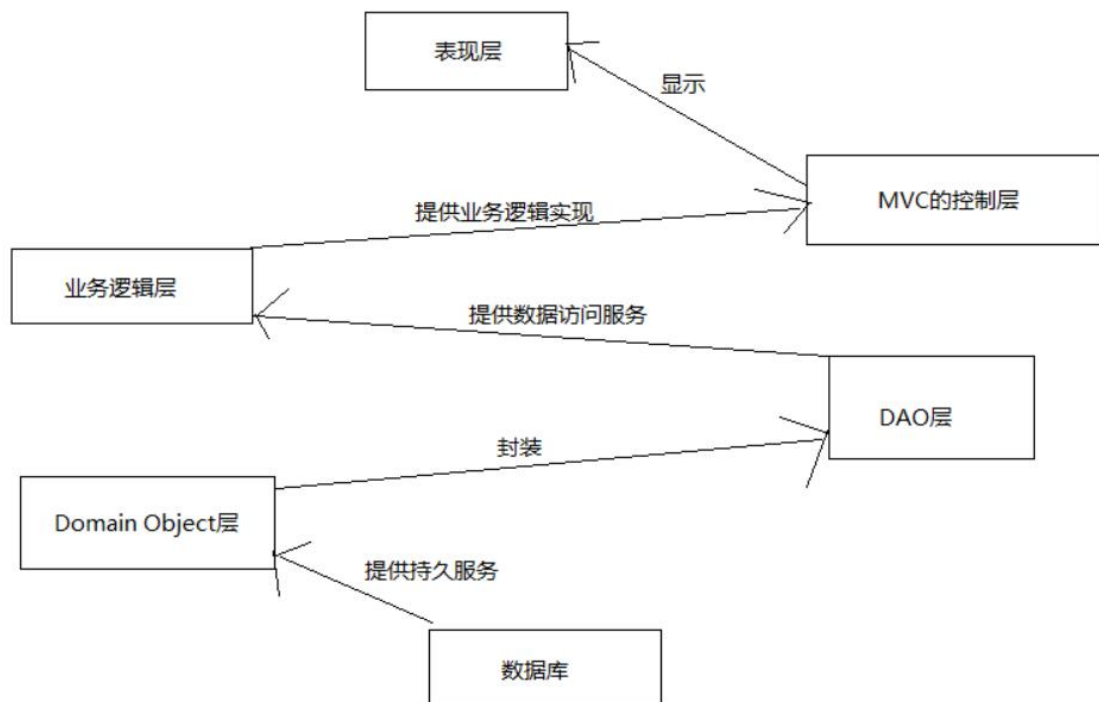 表现层
显示
MVC的控制层
提供业务逻辑实现
业务逻辑层
提供数据访问服务
DAO层
封装
Domain Object层
提供持久服务
数据库